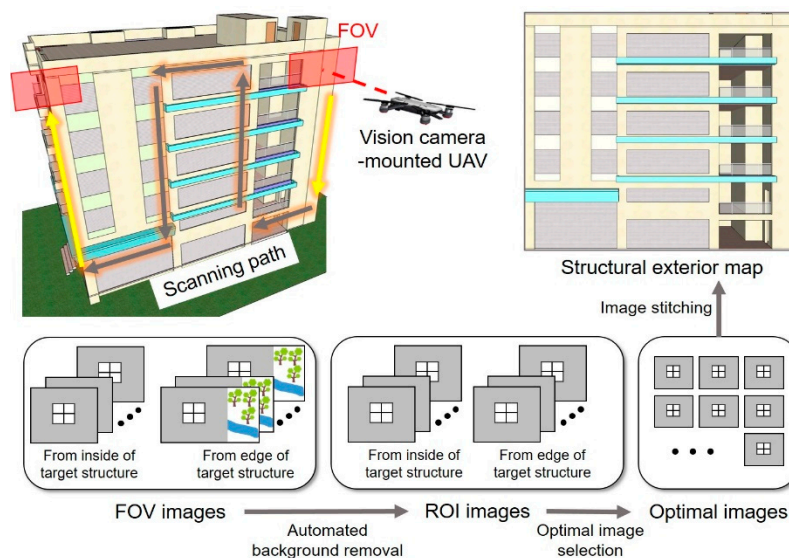 FOV
Vision camera
-mounted UAV
Scanning path
Structural exterior map
Image stitching
From inside of
target structure
From edge of
target structure
From inside of
target structure
From edge of
target structure
FOV images
Automated
background removal
ROI images
Optimal image
selection
Optimal images